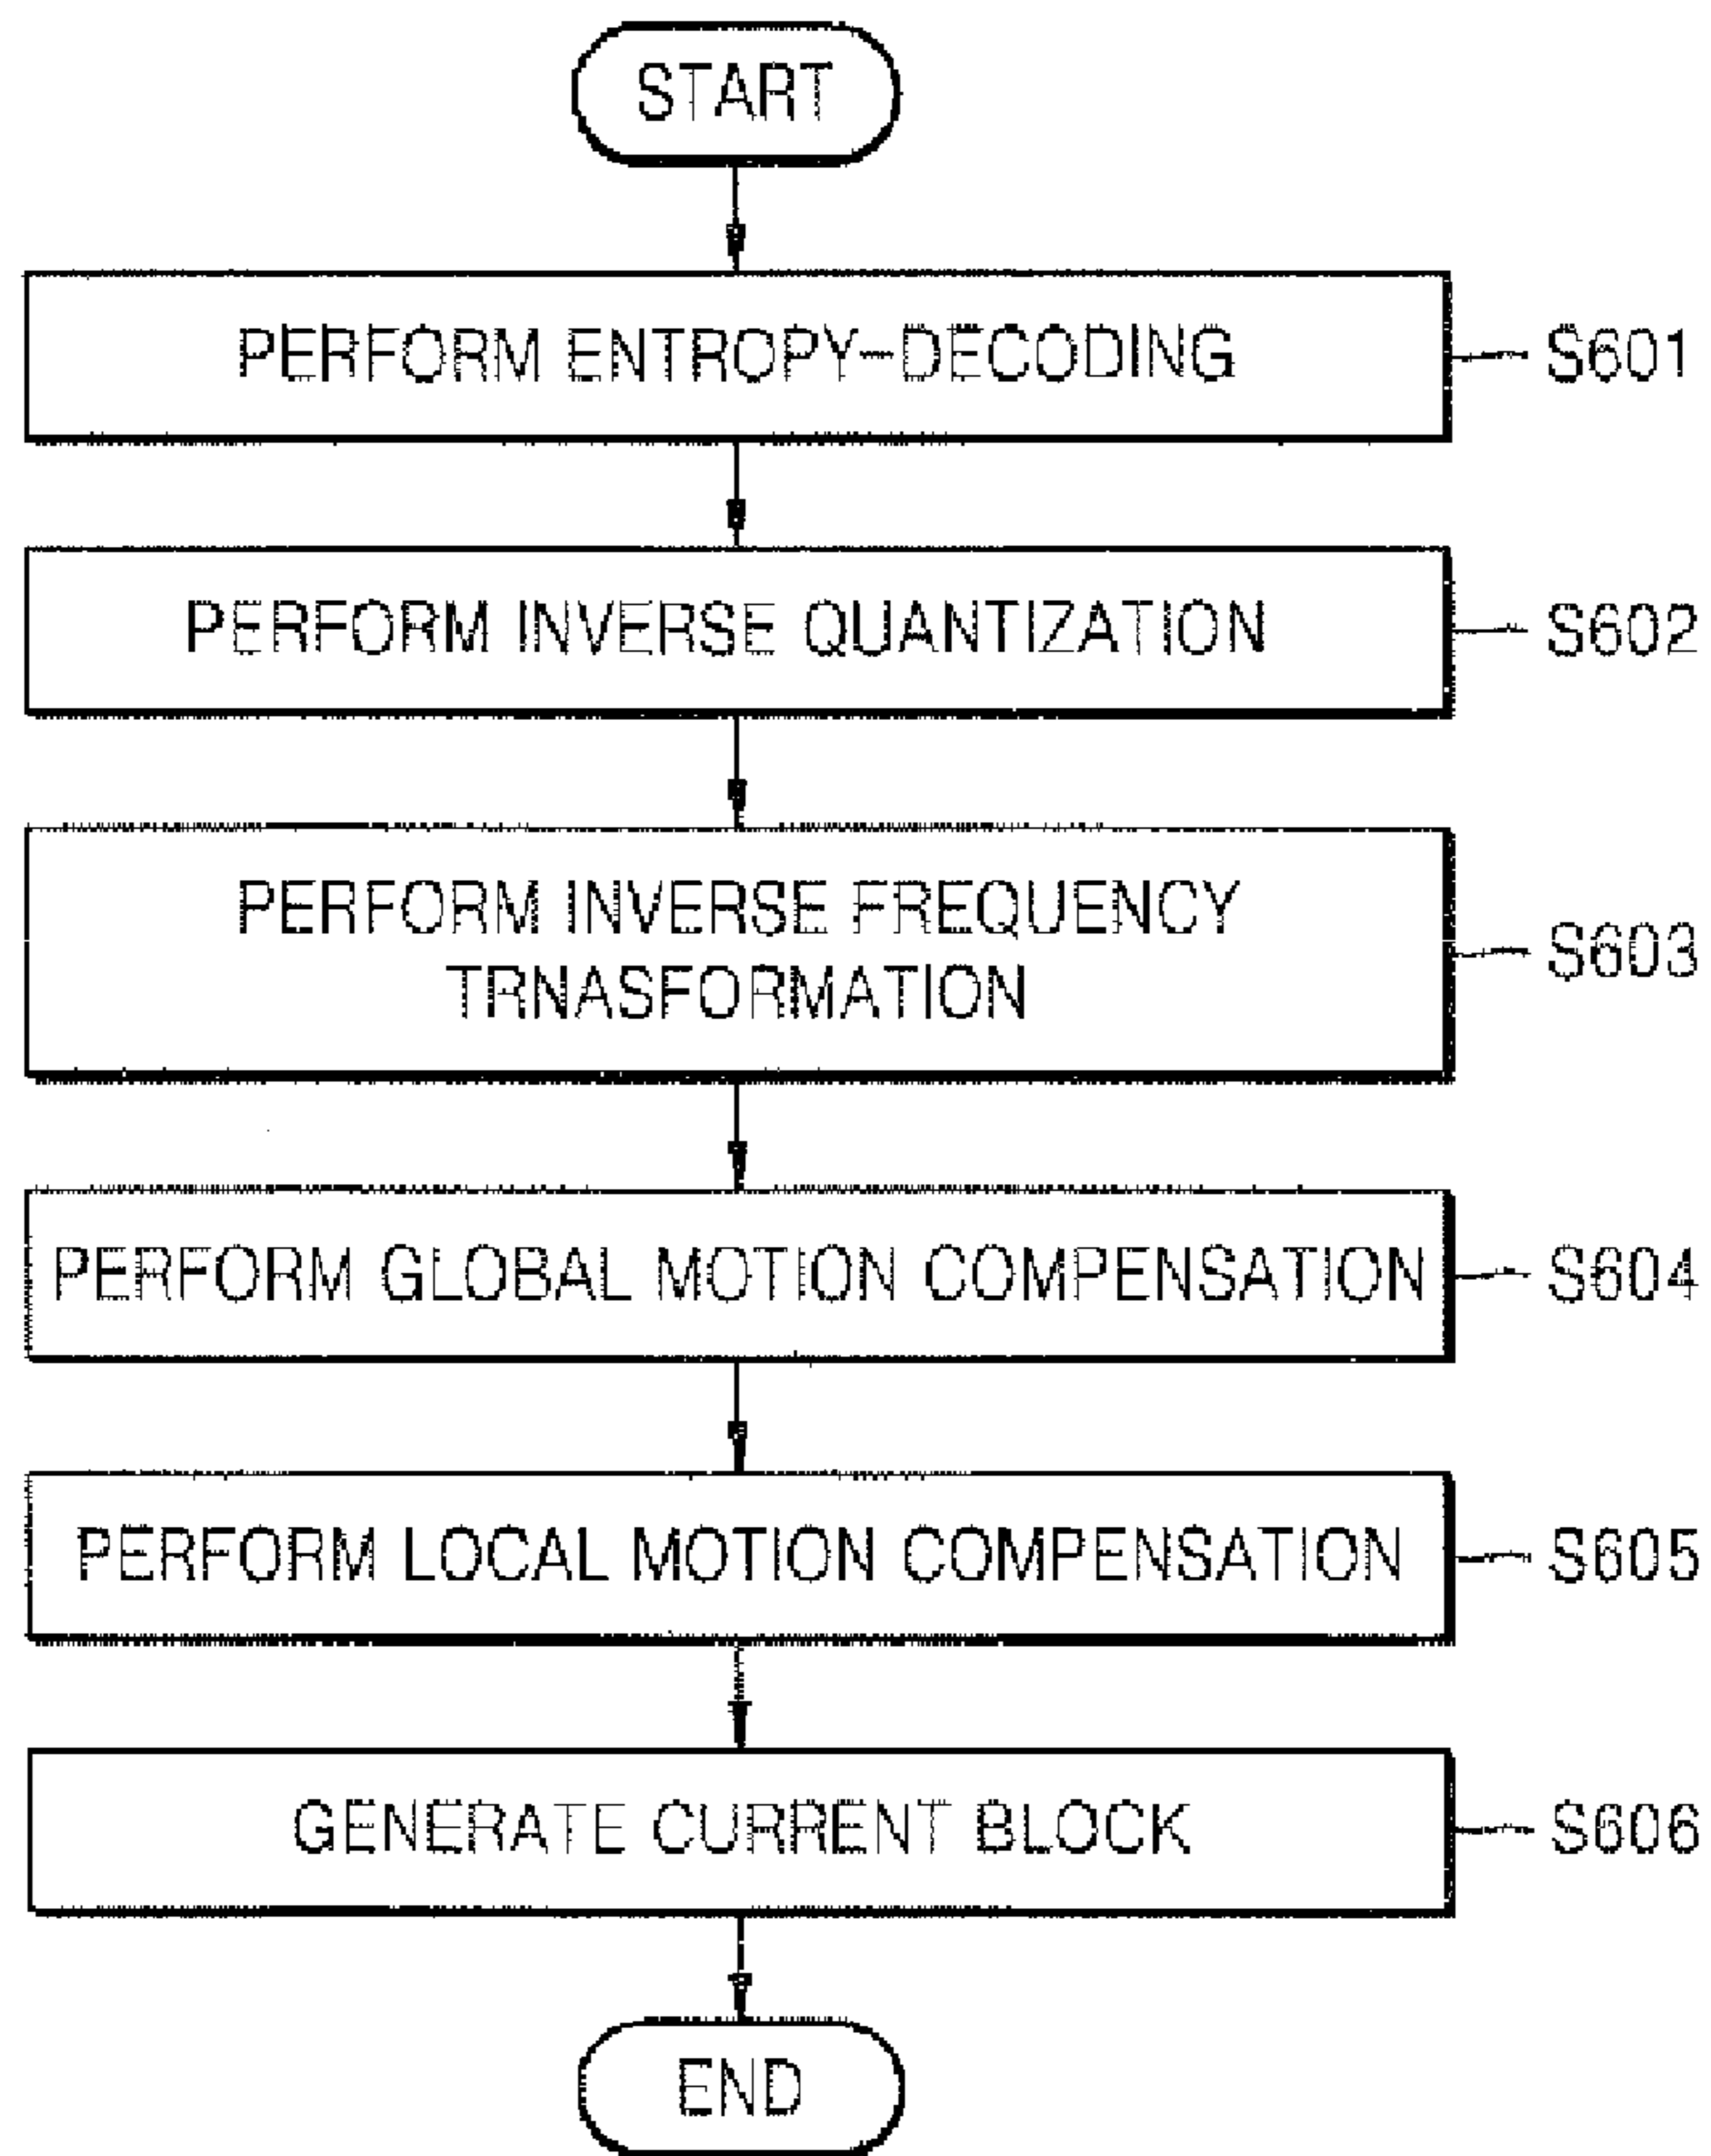 START
PERFORM ENTROPY-DECODING
S601
PERFORM INVERSE QUANTIZATION
S602
PERFORM INVERSE FREQUENCY
TRNASFORMATION
S603
PERFORM GLOBAL MOTION COMPENSATION
S604
PERFORM LOCAL MOTION COMPENSATION
S605
GENERATE CURRENT BLOCK
S606
END